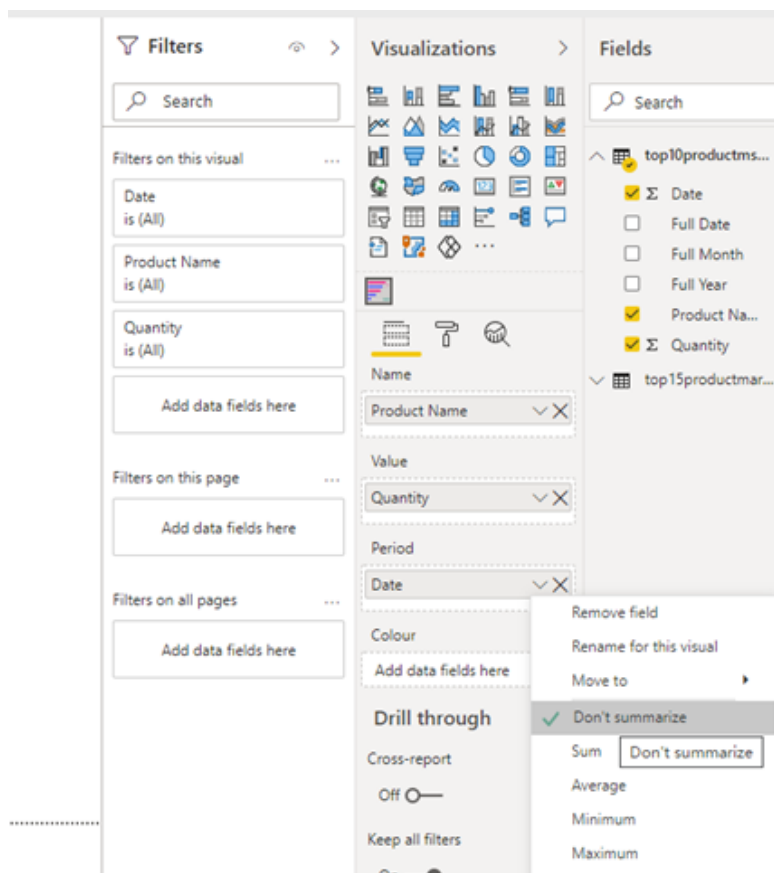 Filters
Search
Filters on this visual ...
Date
is (All)
Product Name
is (All)
Quantity
is (All)
Add data fields here
Filters on this page ...
Add data fields here
Filters on all pages ...
Add data fields here
Visualizations
...
Name
Product Name
Value
Quantity
Period
Date
Colour
Add data fields here
Drill through
Cross-report
Off
Keep all filters
Fields
Search
top10productms...
Σ Date
Full Date
Full Month
Full Year
Product Na...
Σ Quantity
top15productmar...
Remove field
Rename for this visual
Move to
Don't summarize
Sum
Don't summarize
Average
Minimum
Maximum